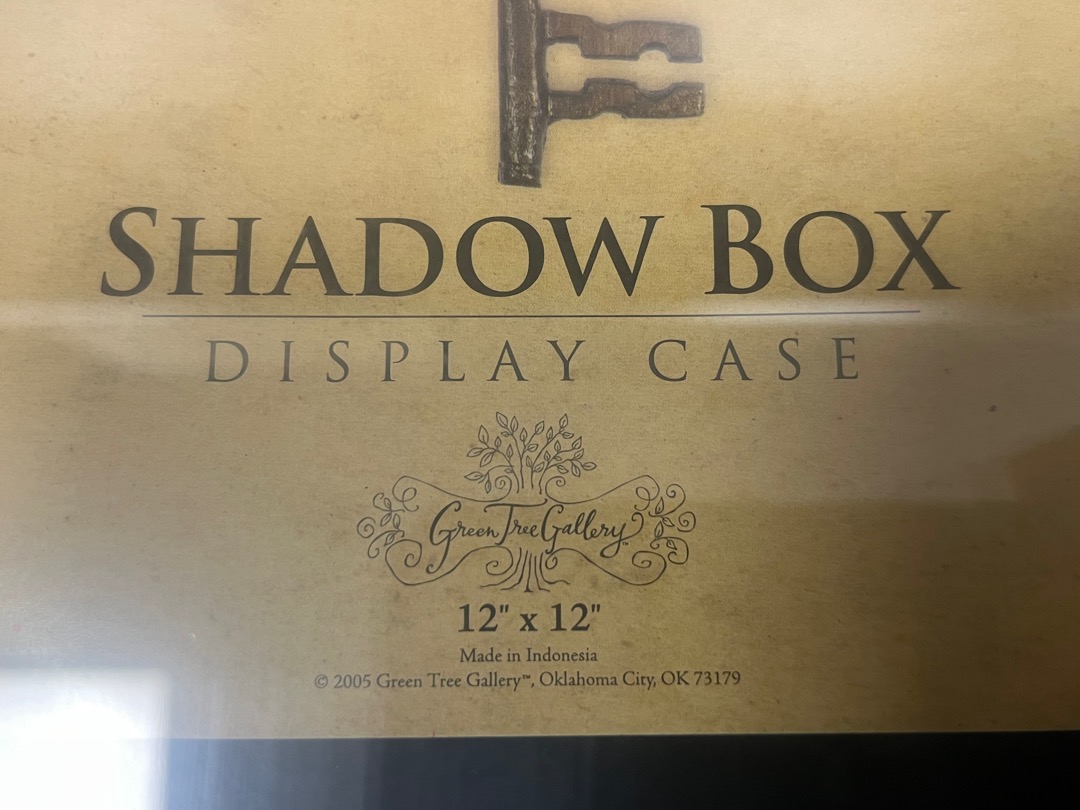 SHADOW BOX
DISPLAY CASE
Green Tree Gallery™
12" x 12"
Made in Indonesia
© 2005 Green Tree Gallery™, Oklahoma City, OK 73179